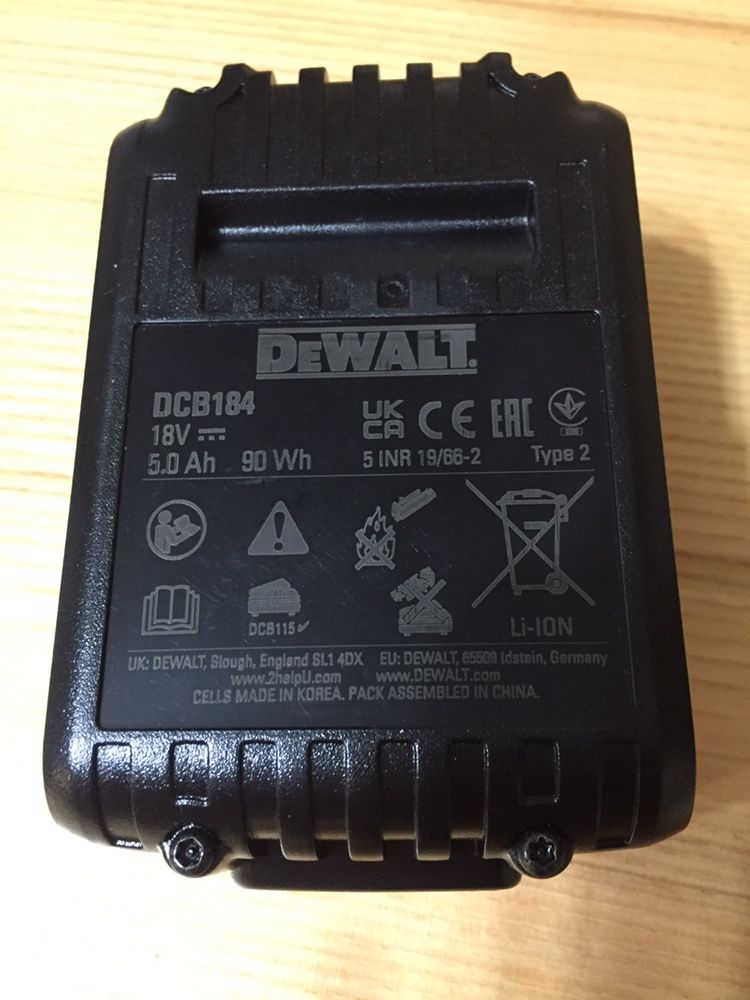 DEWALT.
DCB184
18V
5.0 Ah 90 Wh
UK CA CE EAC
5 INR 19/66-2 Type 2
DCB115
Li-ION
UK: DEWALT, Slough, England SL1 4DX EU: DEWALT, 65509 Idstein, Germany
www.2helpU.com www.DEWALT.com
CELLS MADE IN KOREA. PACK ASSEMBLED IN CHINA.